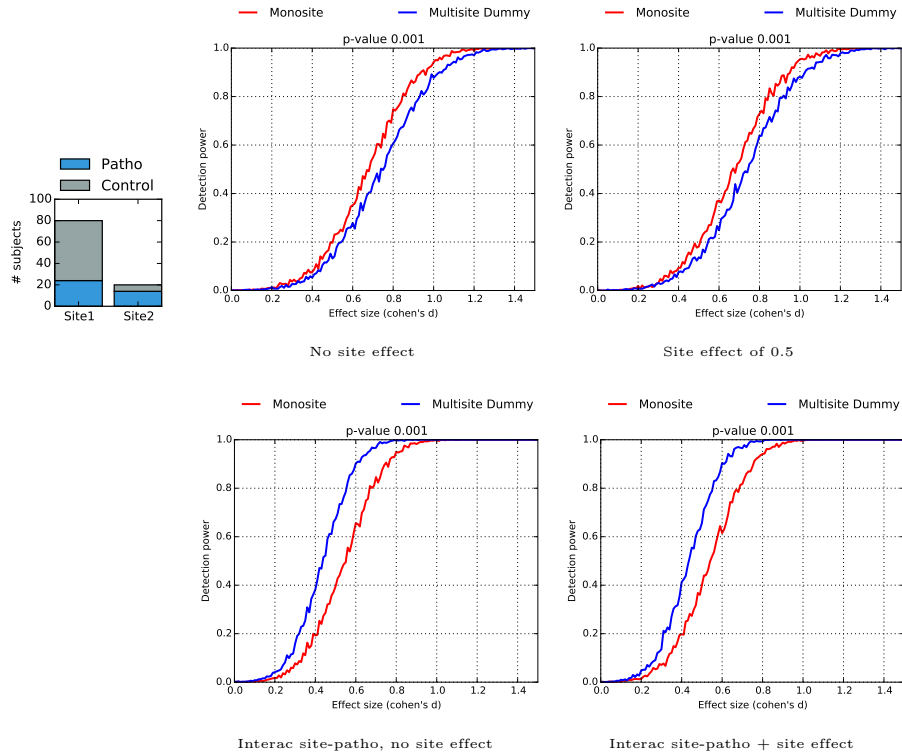 Monosite Multisite Dummy
p-value 0.001
1.0
0.8
0.6
0.4
0.2
0.0
Detection power
0.0 0.2 0.4 0.6 0.8 1.0 1.2 1.4
Effect size (cohen's d)
No site effect
Monosite Multisite Dummy
p-value 0.001
1.0
0.8
0.6
0.4
0.2
0.0
Detection power
0.0 0.2 0.4 0.6 0.8 1.0 1.2 1.4
Effect size (cohen's d)
Site effect of 0.5
Patho
Control
100
80
60
40
20
0
# subjects
Site1 Site2
Monosite Multisite Dummy
p-value 0.001
1.0
0.8
0.6
0.4
0.2
0.0
Detection power
0.0 0.2 0.4 0.6 0.8 1.0 1.2 1.4
Effect size (cohen's d)
Interac site-patho, no site effect
Monosite Multisite Dummy
p-value 0.001
1.0
0.8
0.6
0.4
0.2
0.0
Detection power
0.0 0.2 0.4 0.6 0.8 1.0 1.2 1.4
Effect size (cohen's d)
Interac site-patho + site effect